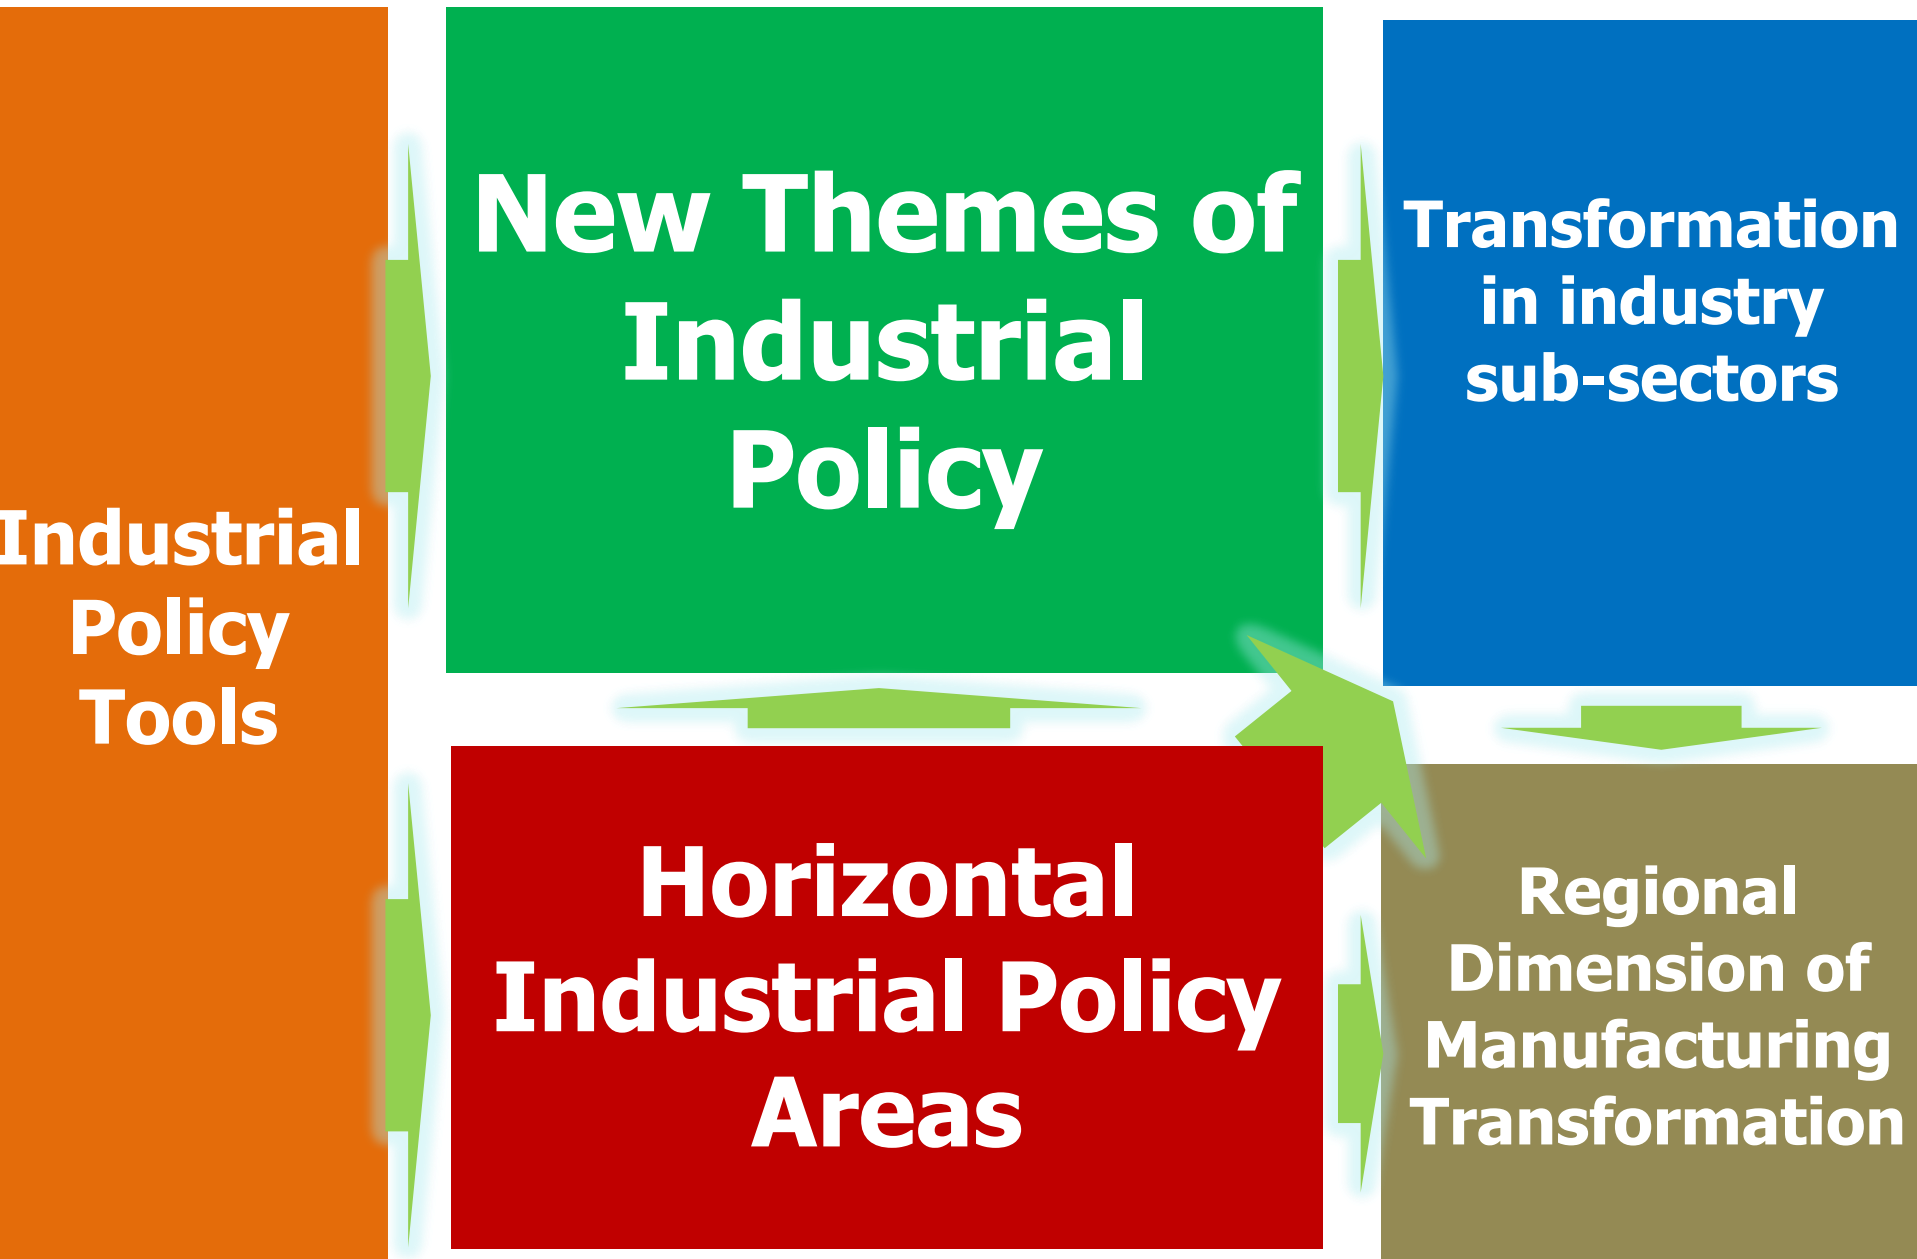 Industrial
Policy
Tools
New Themes of
Industrial
Policy
Transformation
in industry
sub-sectors
Horizontal
Industrial Policy
Areas
Regional
Dimension of
Manufacturing
Transformation